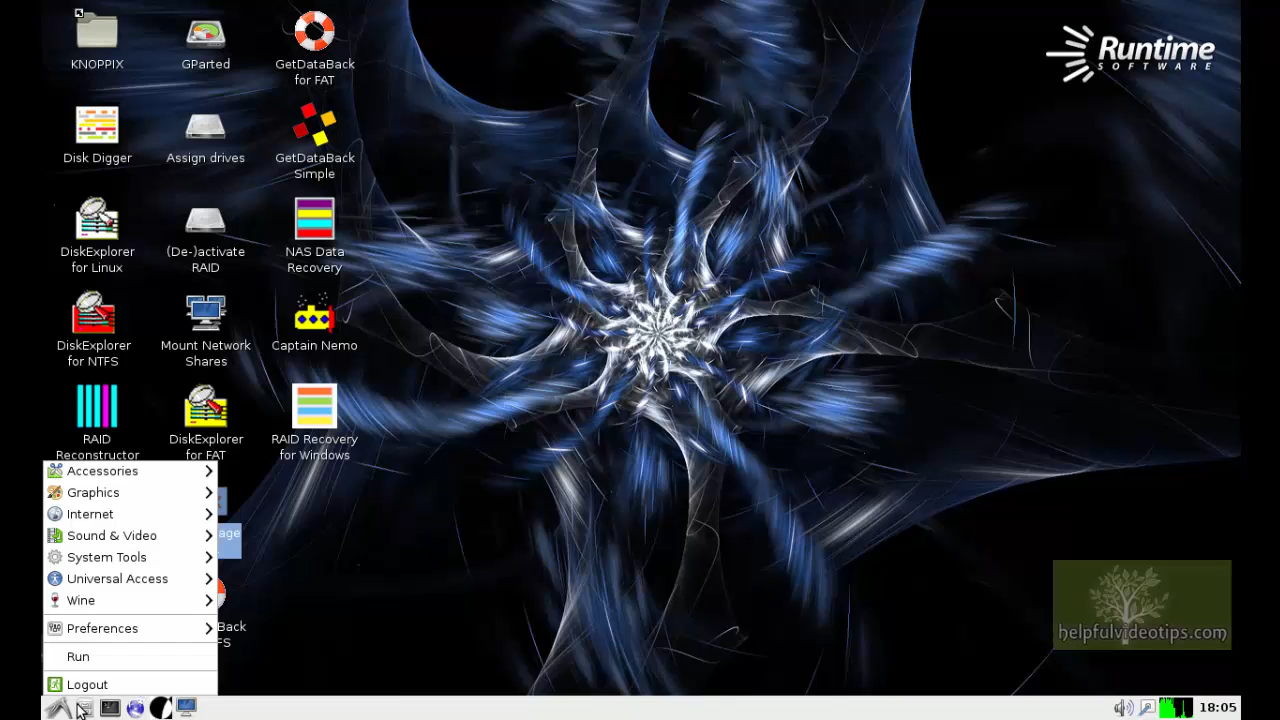 KNOPPIX
GParted
GetDataBack
for FAT
Runtime
SOFTWARE
Disk Digger
Assign drives
GetDataBack
Simple
DiskExplorer
for Linux
(De-)activate
RAID
NAS Data
Recovery
DiskExplorer
for NTFS
Mount Network
Shares
Captain Nemo
RAID
Reconstructor
DiskExplorer
for FAT
RAID Recovery
for Windows
Accessories
Graphics
Internet
Sound & Video
System Tools
Universal Access
Wine
Preferences
Run
Logout
helpfulvideotips.com
18:05